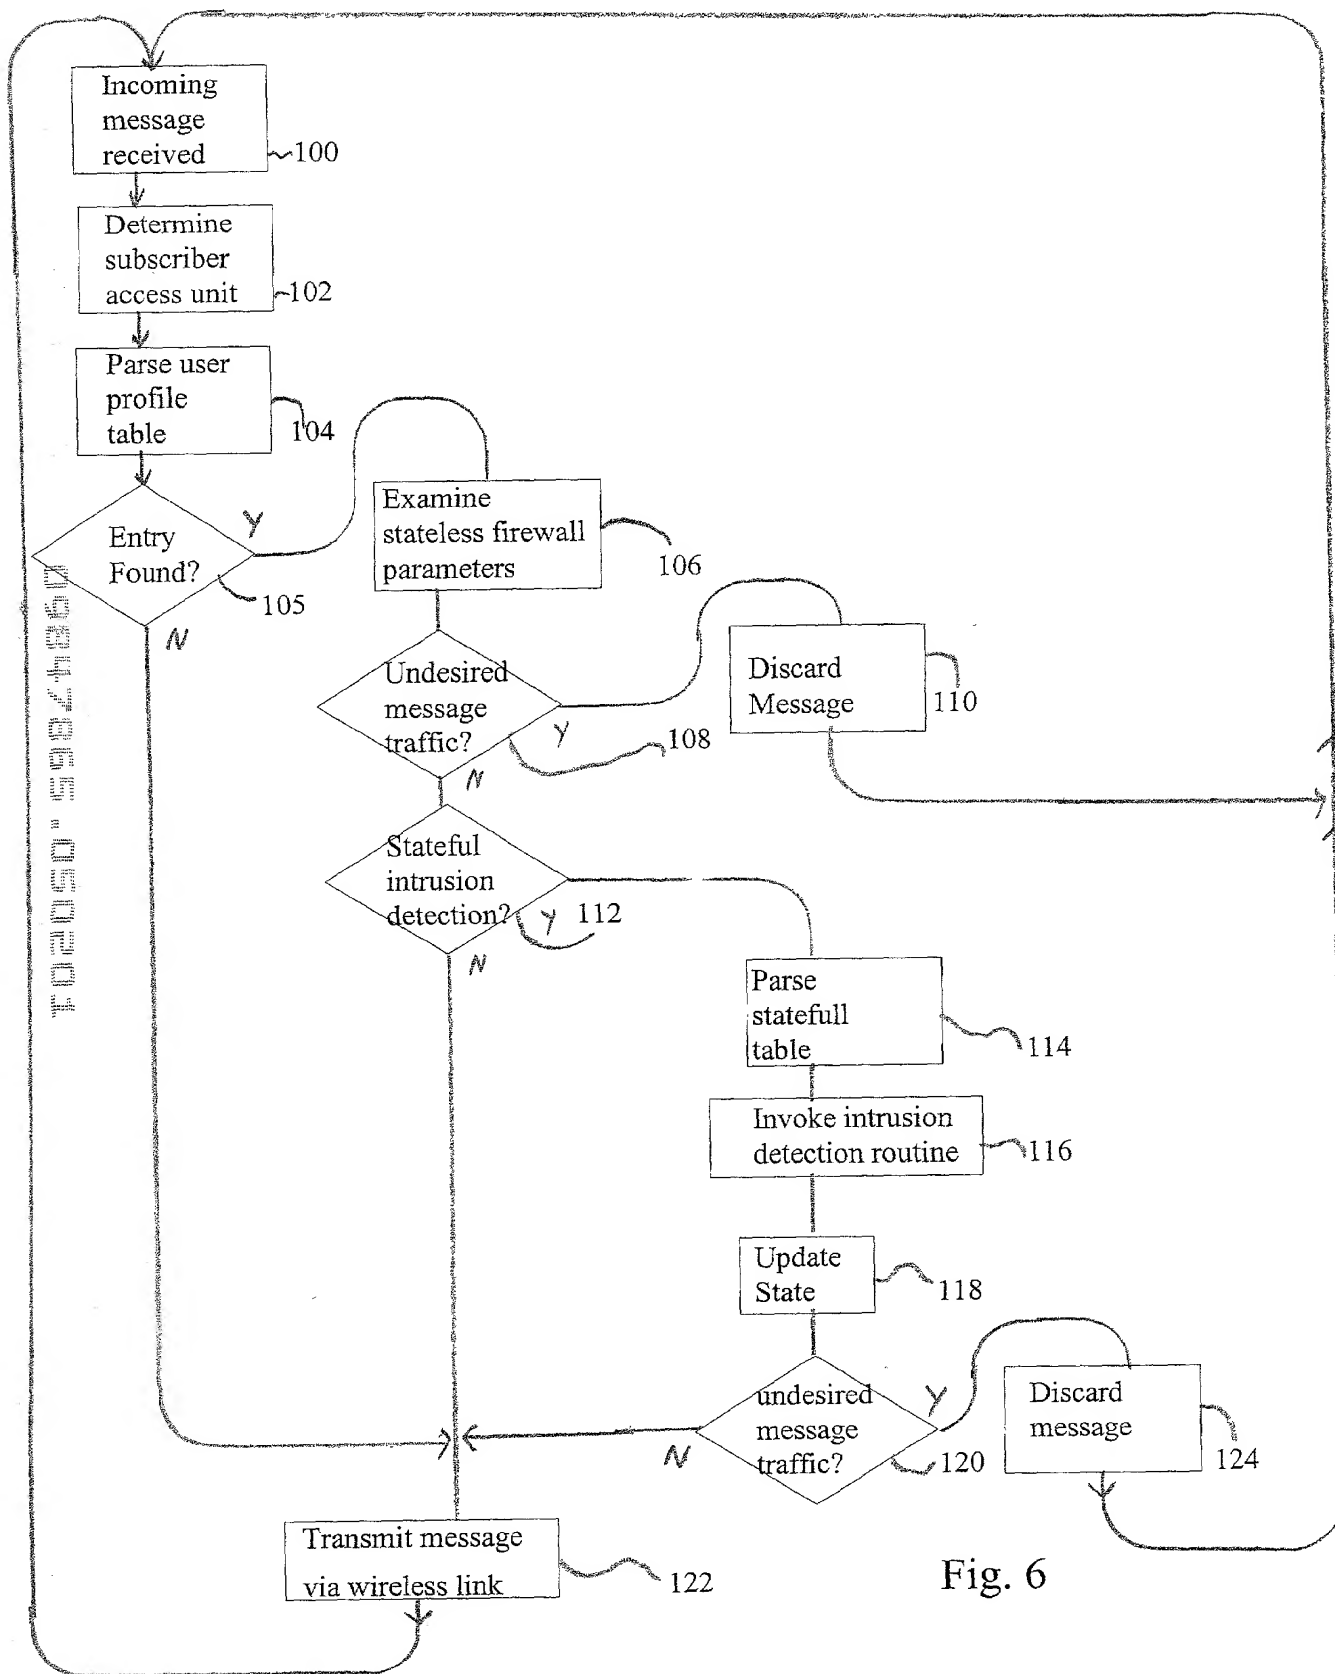 Incoming
message
received
100
Determine
subscriber
access unit
102
Parse user
profile
table
104
Entry
Found?
105
Y
N
Examine
stateless firewall
parameters
106
Undesired
message
traffic?
108
Y
N
Discard
Message
110
Stateful
intrusion
detection?
Y
112
N
Parse
statefull
table
114
Invoke intrusion
detection routine
116
Update
State
118
undesired
message
traffic?
Y
N
120
Discard
message
124
Transmit message
via wireless link
122
Fig. 6
09847865.050201